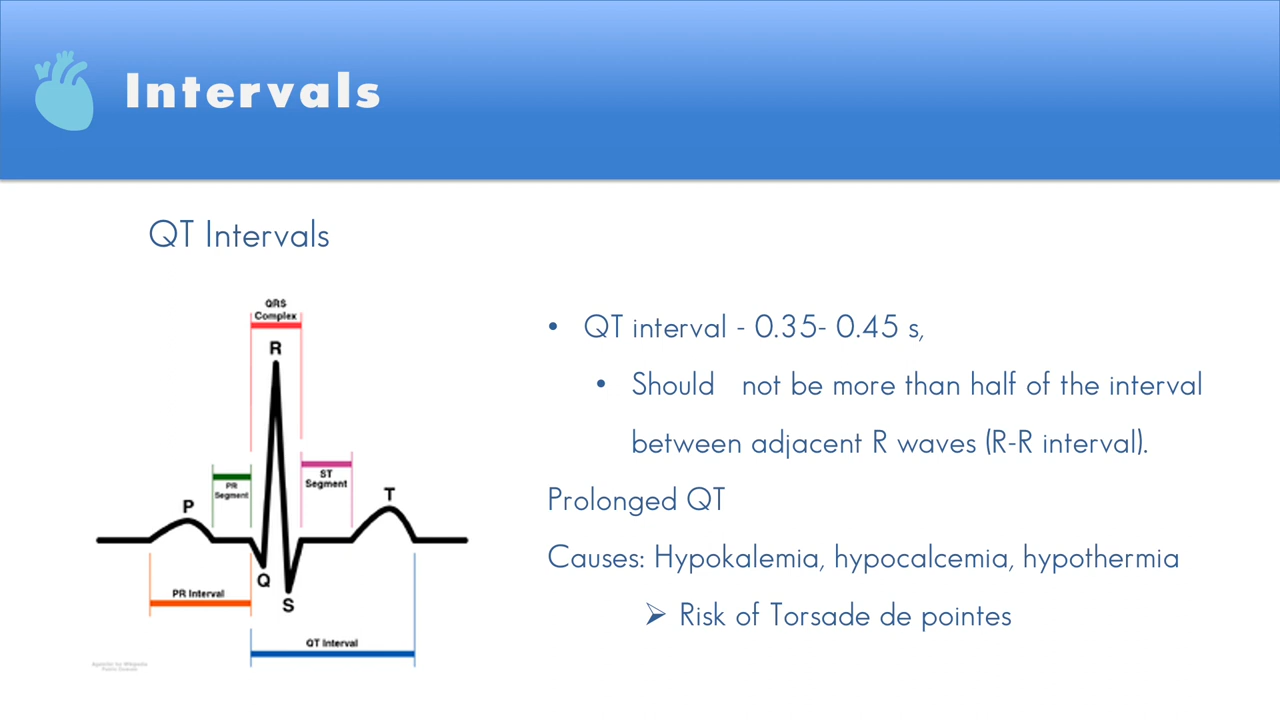 Intervals
QT Intervals
QRS
Complex
R
PR
Segment
ST
Segment
P
T
Q
S
PR Interval
QT Interval
• QT interval - 0.35- 0.45 s,
• Should not be more than half of the interval
between adjacent R waves (R-R interval).
Prolonged QT
Causes: Hypokalemia, hypocalcemia, hypothermia
➢ Risk of Torsade de pointes